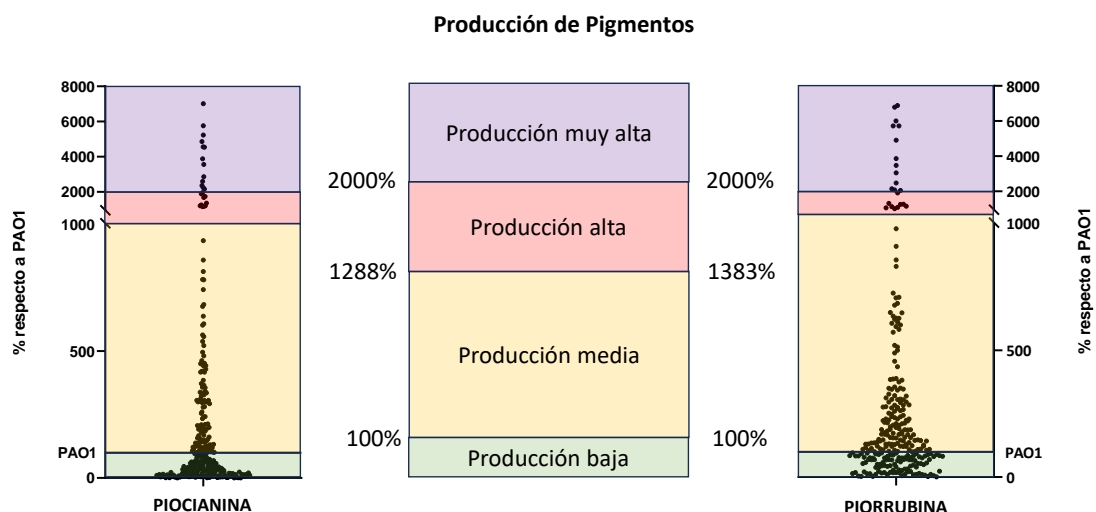 Producción de Pigmentos
% respecto a PAO1
8000
6000
4000
2000
1000
500
PAO1
0
PIOCIANINA
2000%
1288%
100%
Producción muy alta
Producción alta
Producción media
Producción baja
2000%
1383%
100%
8000
6000
4000
2000
1000
500
PAO1
0
PIORRUBINA
% respecto a PAO1